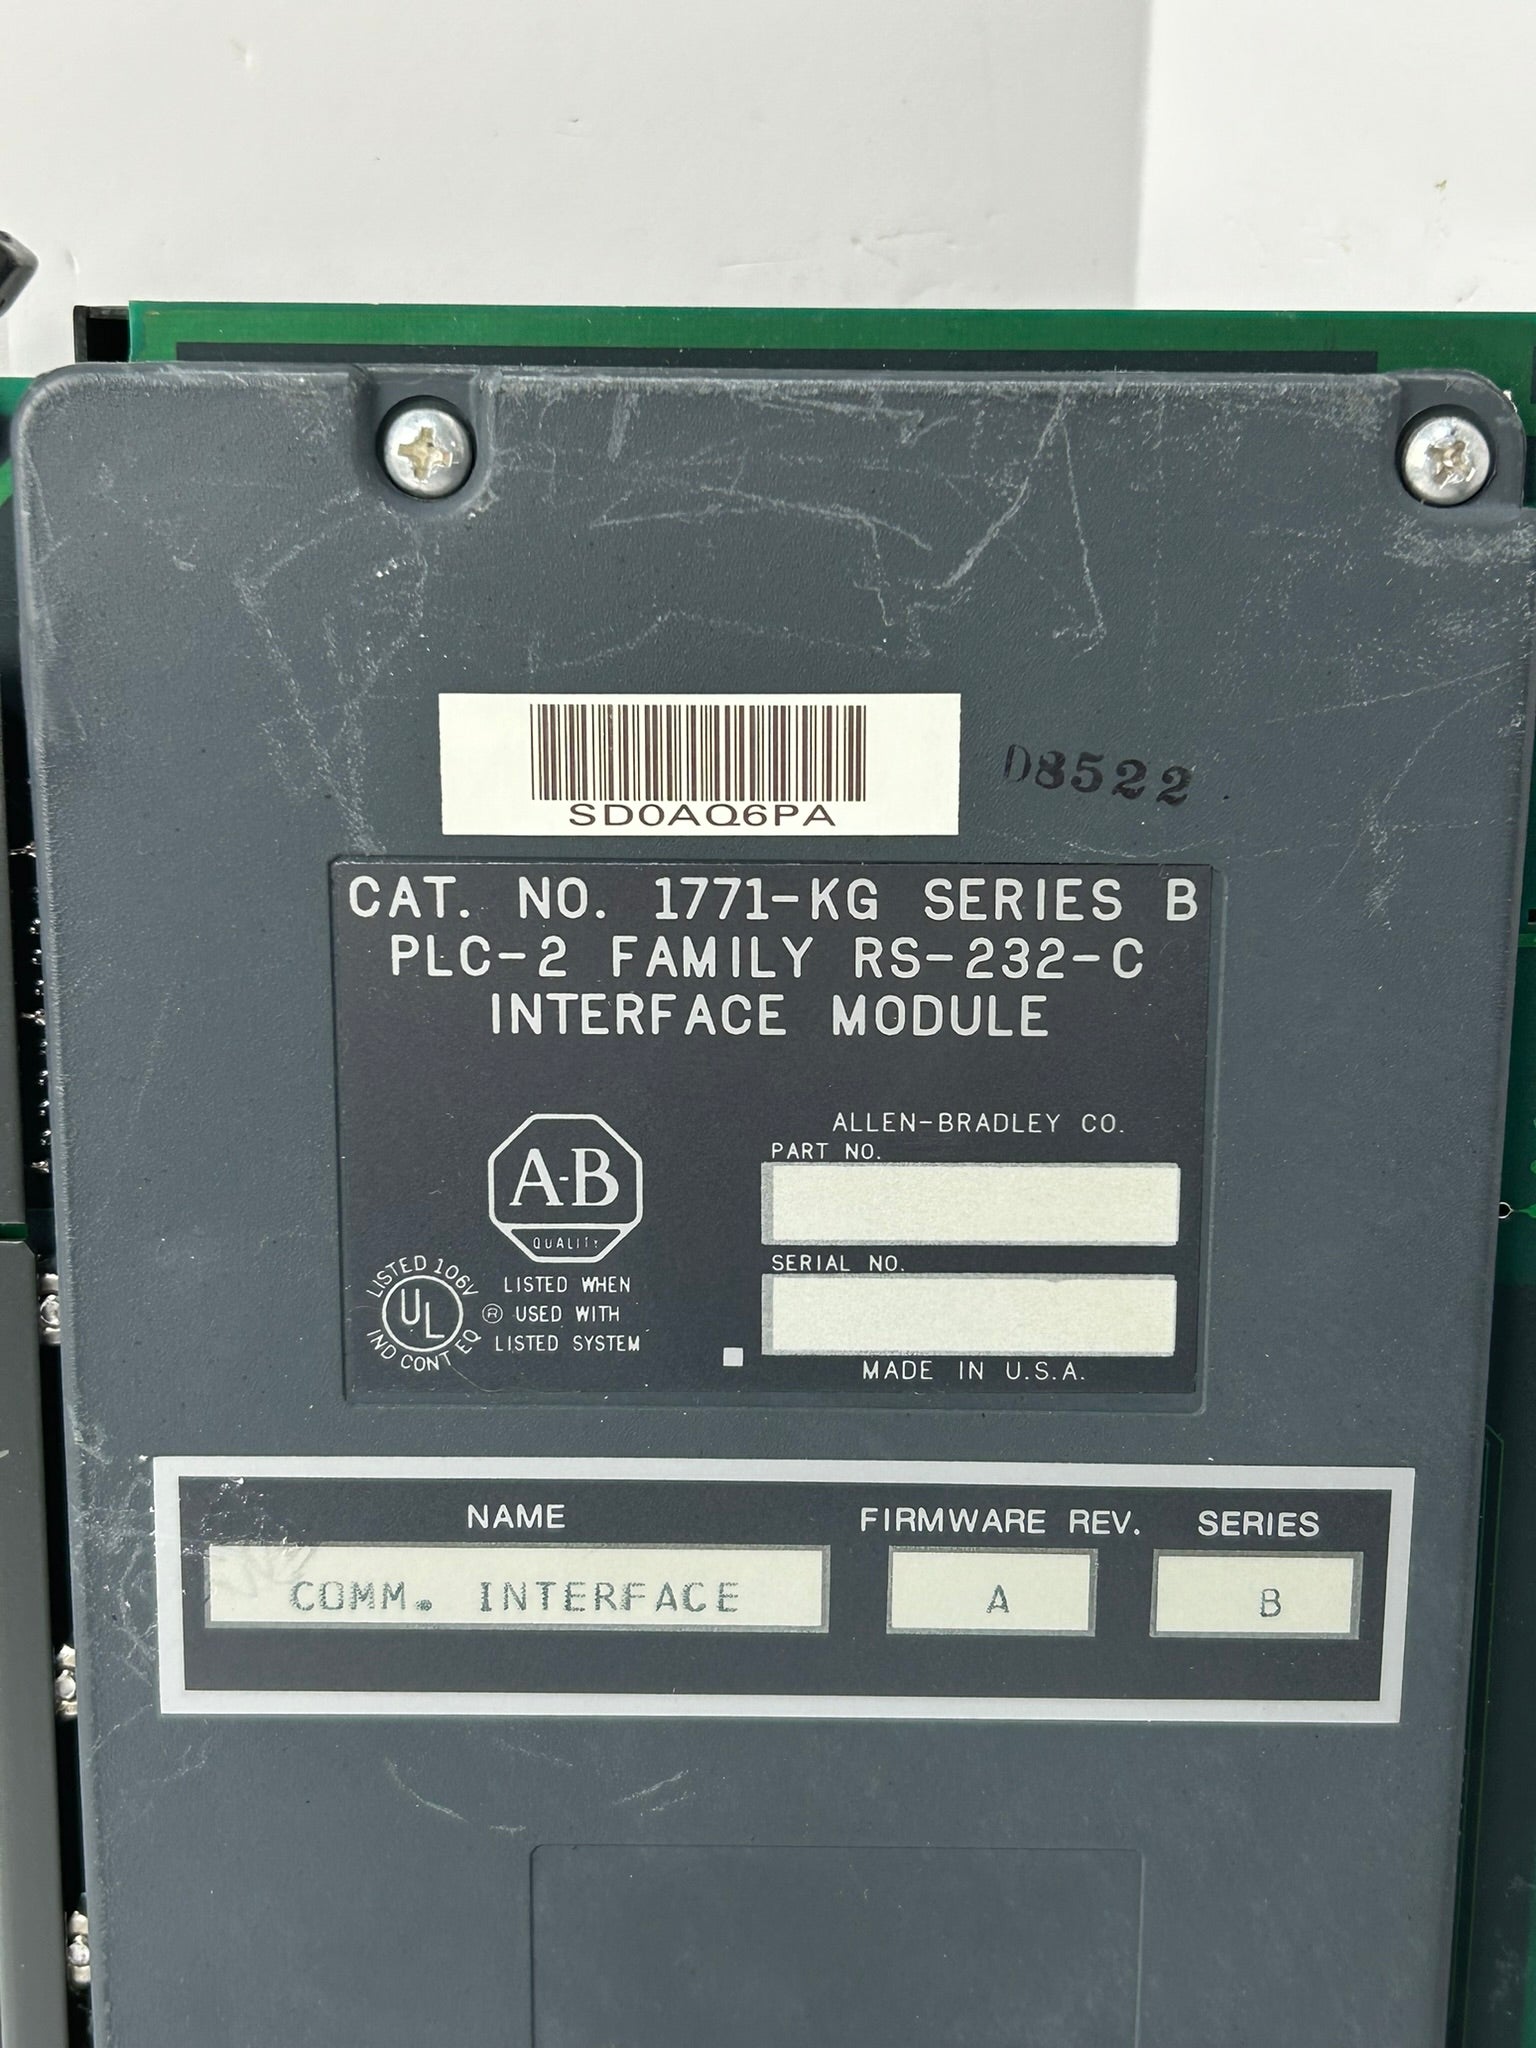 SD0AQ6PA
D8522
CAT. NO. 1771-KG SERIES B
PLC-2 FAMILY RS-232-C
INTERFACE MODULE
ALLEN-BRADLEY CO.
PART NO.
A-B
QUALITY
SERIAL NO.
LISTED 106V
UL
IND CONT EQ
®
LISTED WHEN
USED WITH
LISTED SYSTEM
MADE IN U.S.A.
NAME FIRMWARE REV. SERIES
COMM. INTERFACE A B